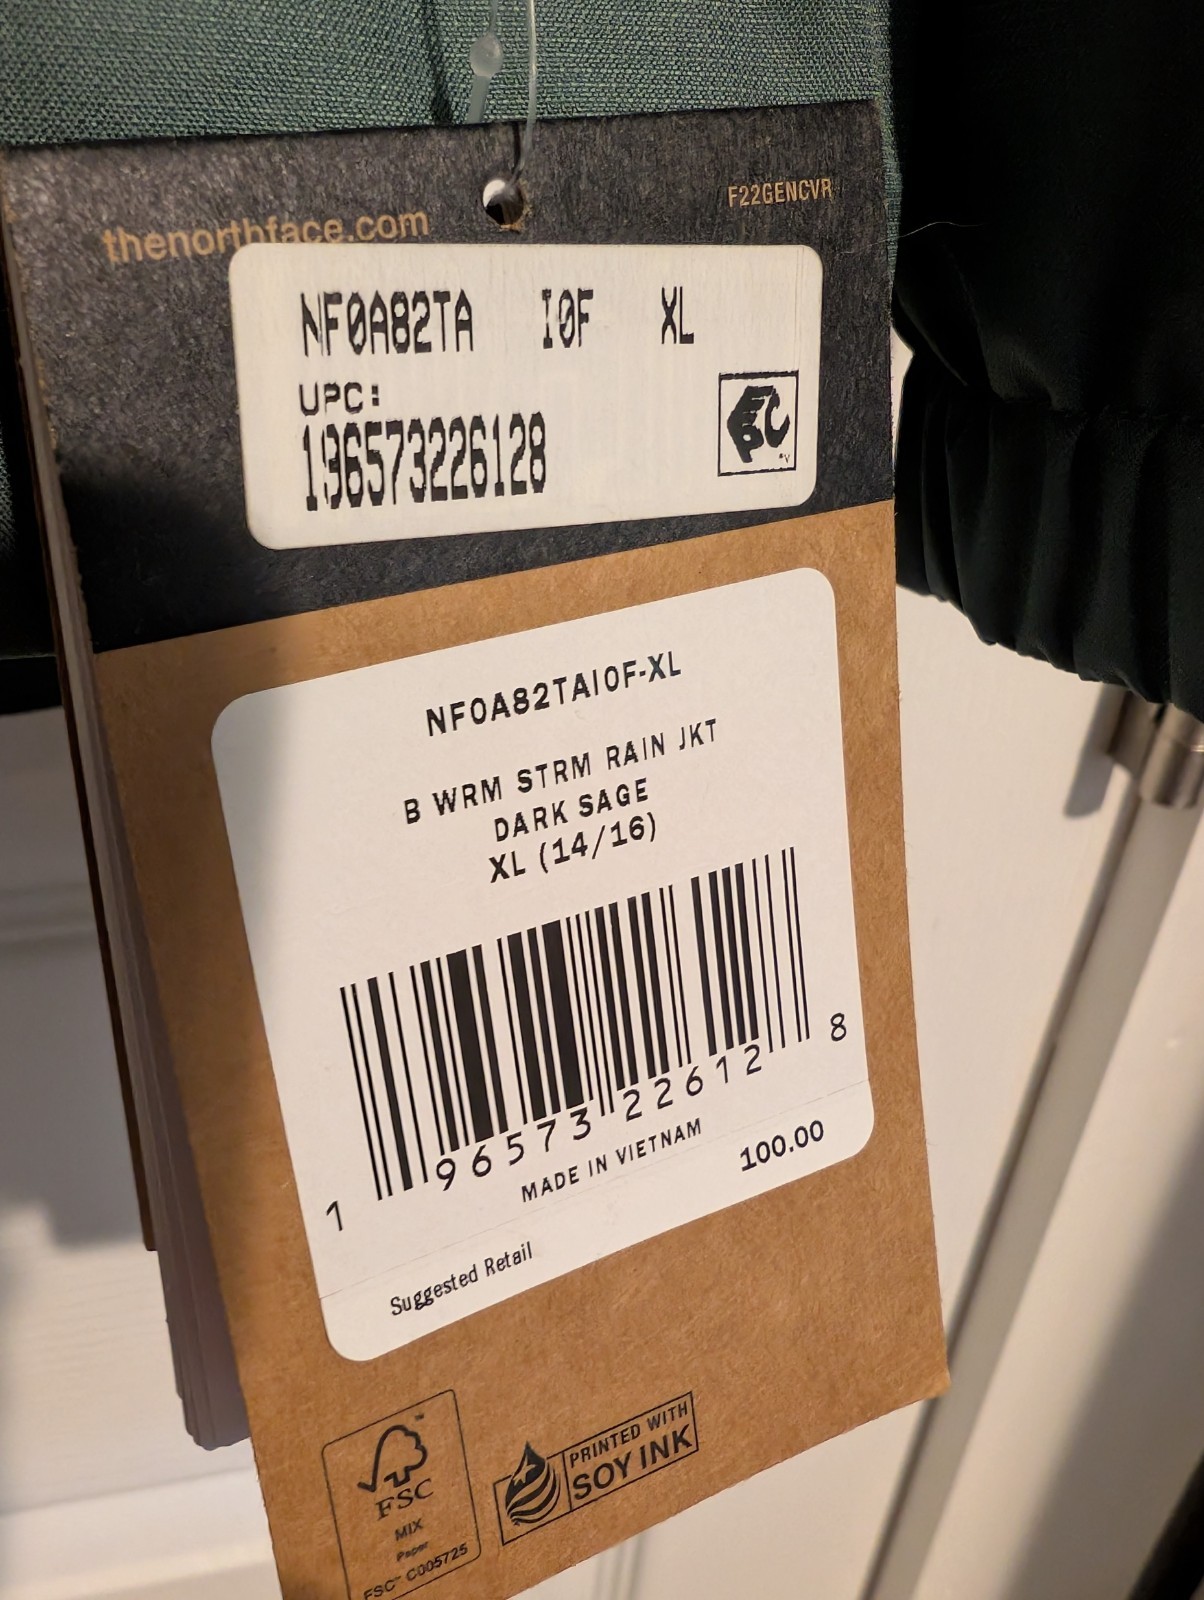 thenorthface.com
F22GENCVR
NF0A82TA I0F XL
UPC:
196573226128
NF0A82TAI0F-XL
B WRM STRM RAIN JKT
DARK SAGE
XL (14/16)
1 96573 22612 8
MADE IN VIETNAM
100.00
Suggested Retail
FSC
MIX
Paper
FSC™ C005725
PRINTED WITH
SOY INK